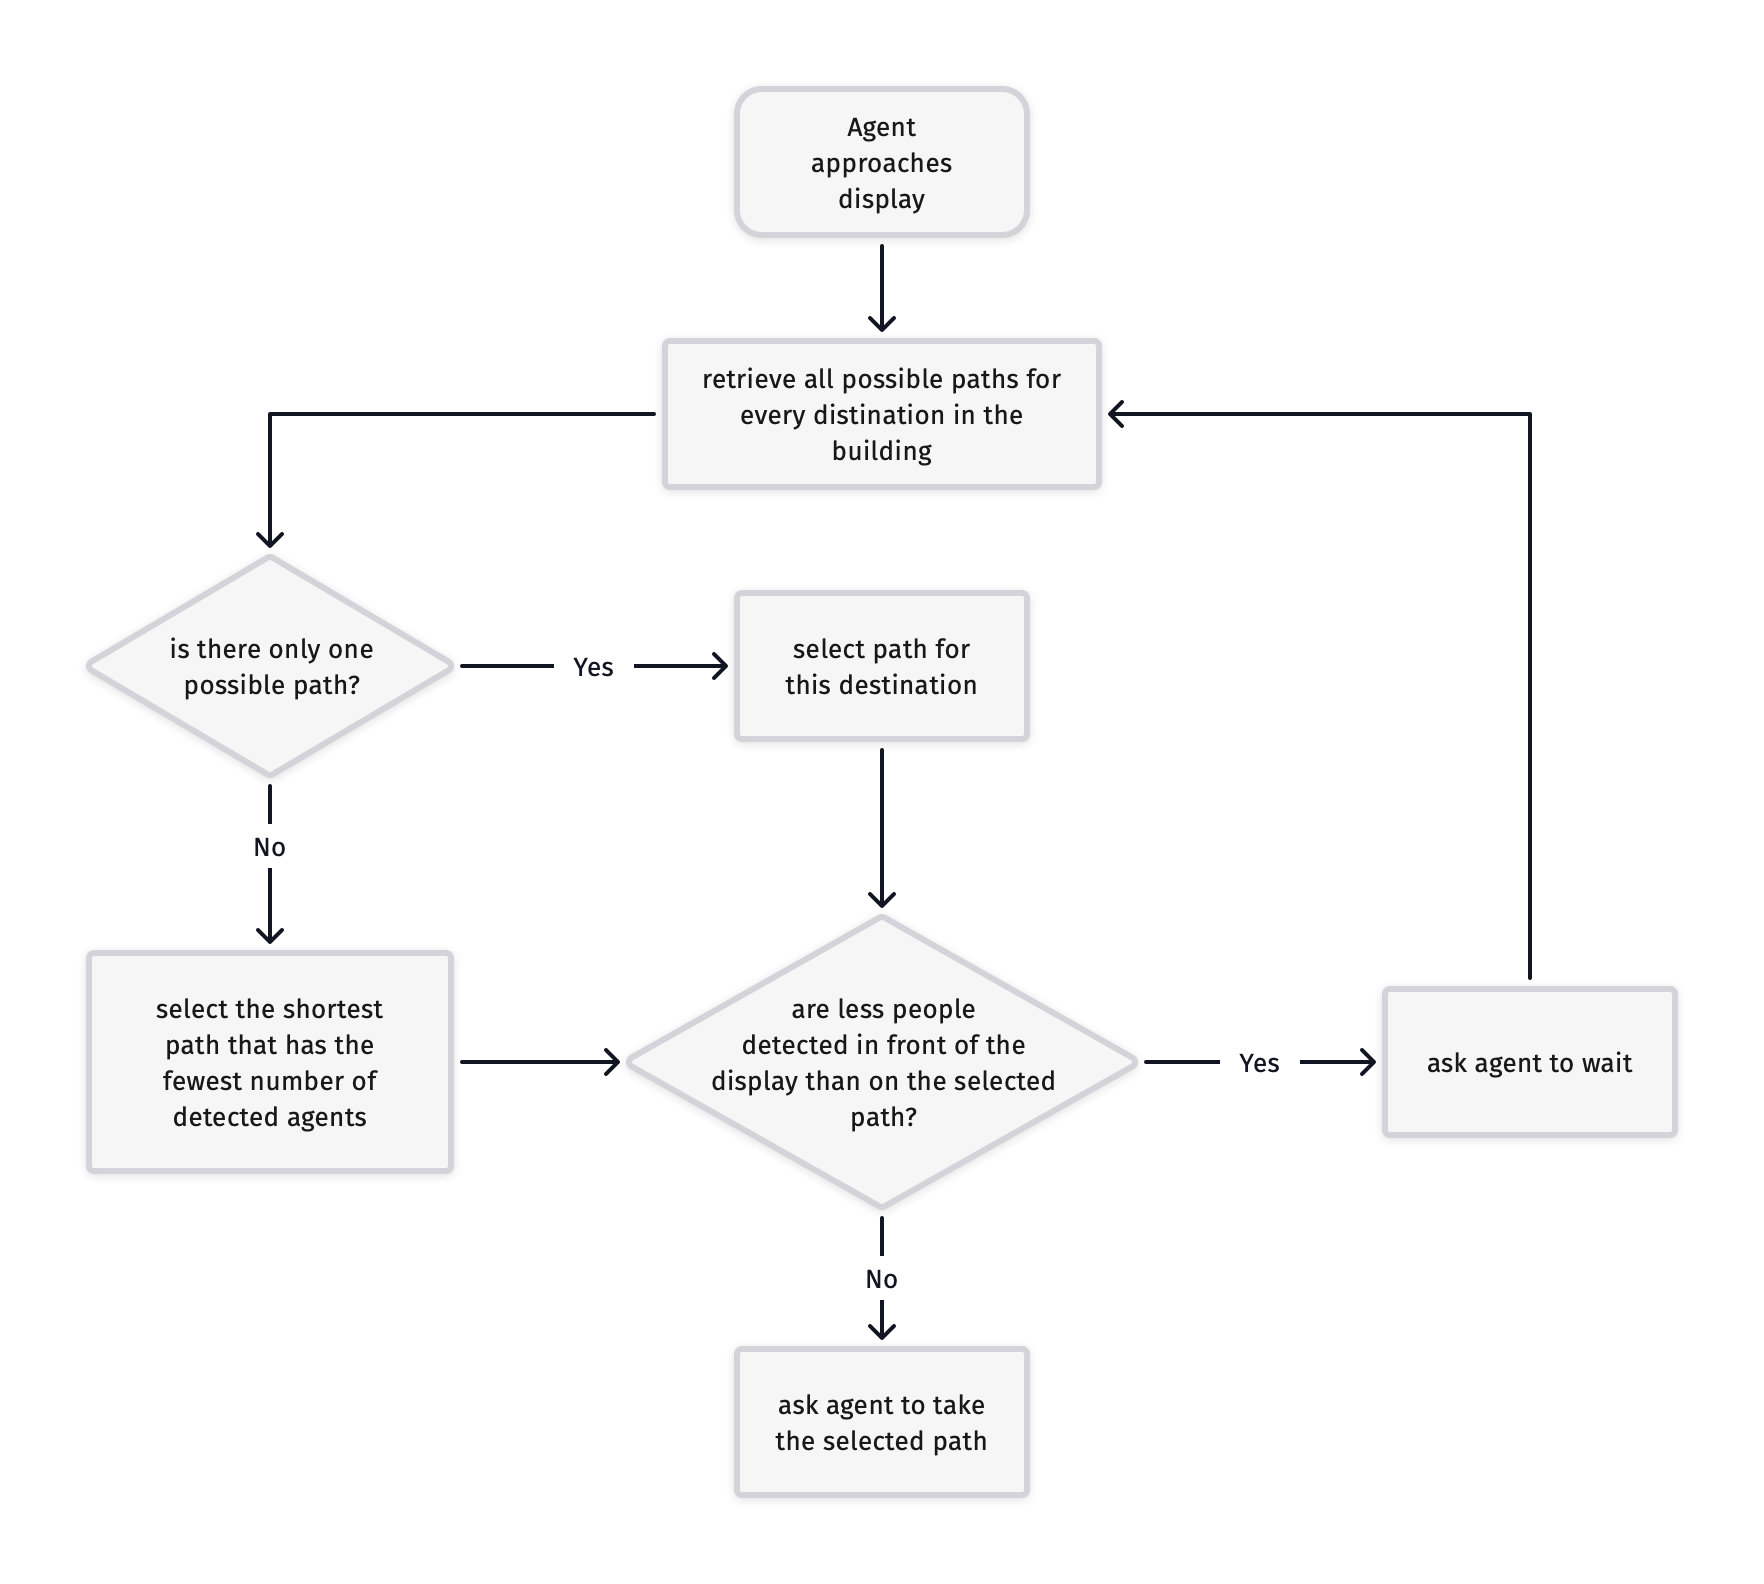 Agent
approaches
display
retrieve all possible paths for
every distination in the
building
is there only one
possible path?
Yes
select path for
this destination
No
select the shortest
path that has the
fewest number of
detected agents
are less people
detected in front of the
display than on the selected
path?
Yes
ask agent to wait
No
ask agent to take
the selected path